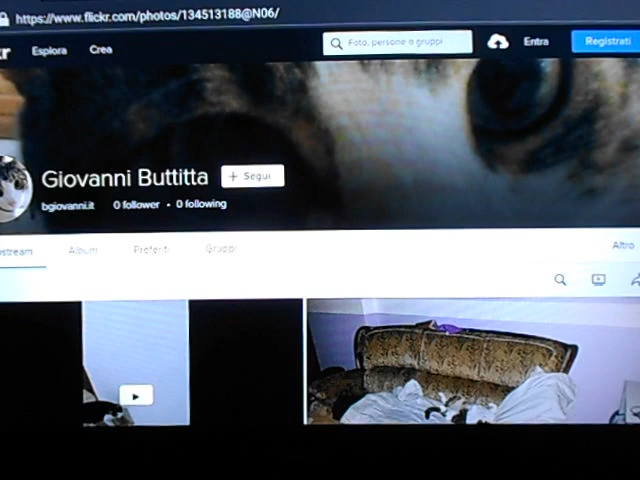 https://www.flickr.com/photos/134513188@N06/
Esplora Crea Foto, persone o gruppi Entra Registrati
Giovanni Buttitta + Segui
bgiovanni.it 0 follower • 0 following
Album Preferiti Gruppi Altro